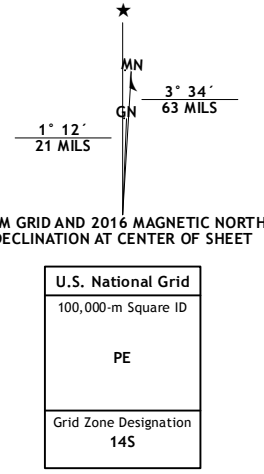 ★
MN
3° 34´
63 MILS
GN
1° 12´
21 MILS
M GRID AND 2016 MAGNETIC NORTH
DECLINATION AT CENTER OF SHEET
U.S. National Grid
100,000-m Square ID
PE
Grid Zone Designation
14S